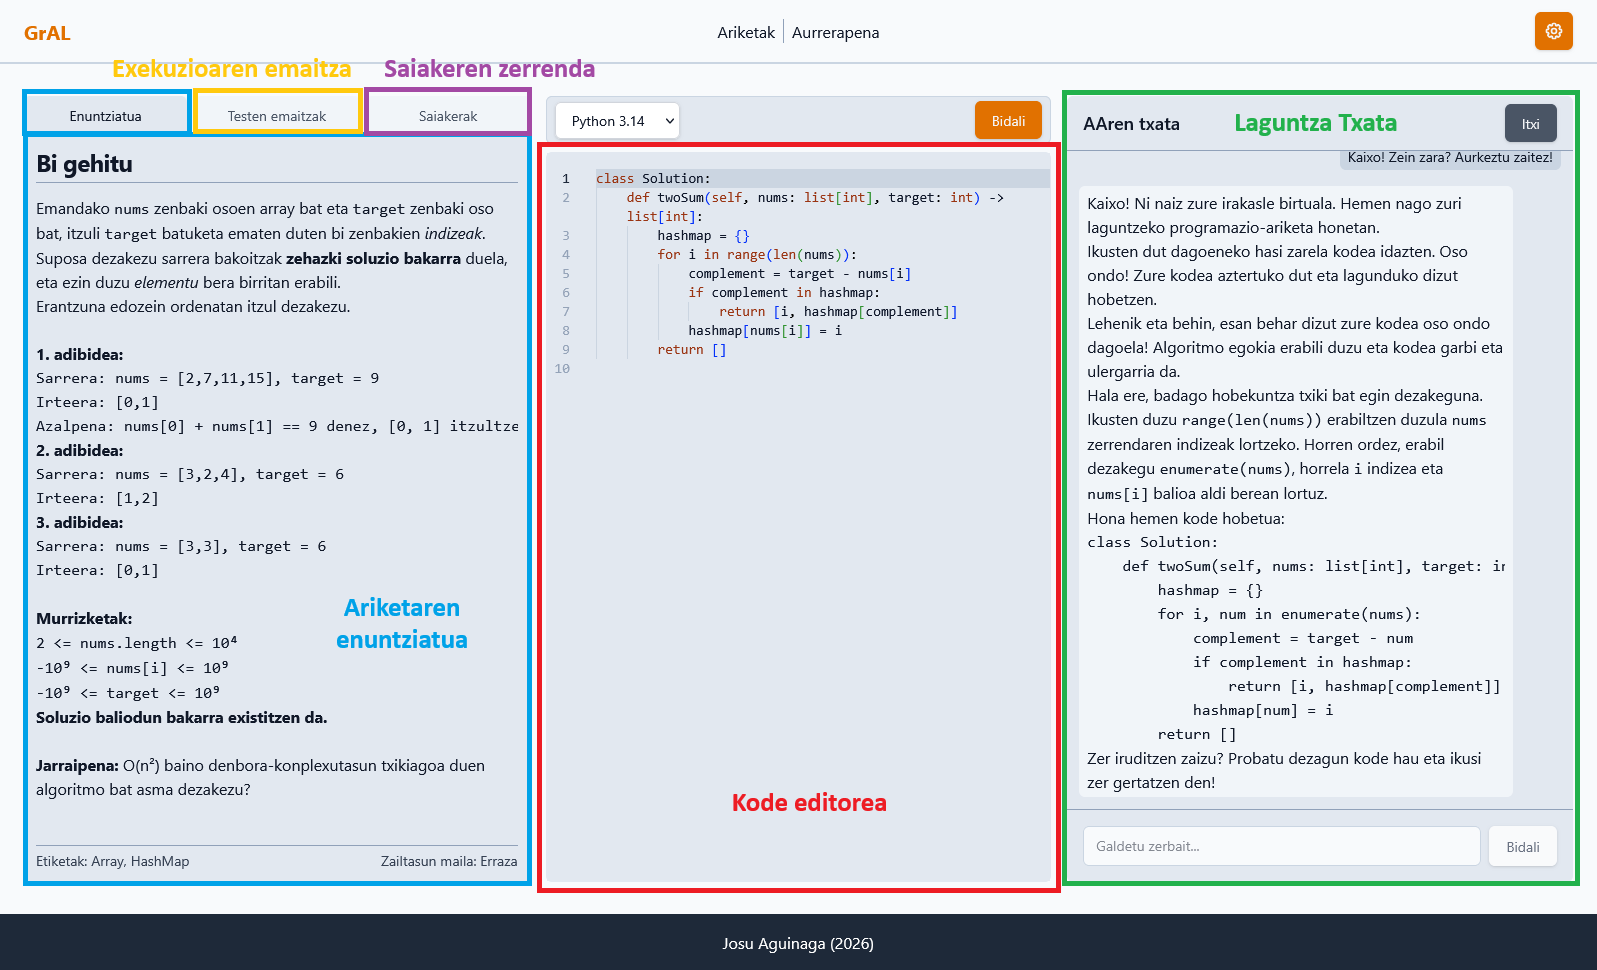 GrAL
Ariketak
Aurrerapena
Exekuzioaren emaitza
Saiakeren zerrenda
Enuntziatua
Testen emaitzak
Saiakerak
Bi gehitu
Emandako nums zenbaki osoen array bat eta target zenbaki oso
bat, itzuli target batuketa ematen duten bi zenbakien indizeak.
Suposa dezakezu sarrera bakoitzak zehazki soluzio bakarra duela,
eta ezin duzu elementu bera birritan erabili.
Erantzuna edozein ordenatan itzul dezakezu.
1. adibidea:
Sarrera: nums = [2,7,11,15], target = 9
Irteera: [0,1]
Azalpena: nums[0] + nums[1] == 9 denez, [0, 1] itzultze
2. adibidea:
Sarrera: nums = [3,2,4], target = 6
Irteera: [1,2]
3. adibidea:
Sarrera: nums = [3,3], target = 6
Irteera: [0,1]
Murrizketak:
2 <= nums.length <= 10⁴
-10⁹ <= nums[i] <= 10⁹
-10⁹ <= target <= 10⁹
Soluzio baliodun bakarra existitzen da.
Ariketaren
enuntziatua
Jarraipena: O(n²) baino denbora-konplexutasun txikiagoa duen
algoritmo bat asma dezakezu?
Etiketak: Array, HashMap
Zailtasun maila: Erraza
Python 3.14
Bidali
1 class Solution:
2     def twoSum(self, nums: list[int], target: int) ->
    list[int]:
3         hashmap = {}
4         for i in range(len(nums)):
5             complement = target - nums[i]
6             if complement in hashmap:
7                 return [i, hashmap[complement]]
8             hashmap[nums[i]] = i
9         return []
10
Kode editorea
AAren txata
Laguntza Txata
Itxi
Kaixo! Zein zara? Aurkeztu zaitez!
Kaixo! Ni naiz zure irakasle birtuala. Hemen nago zuri
laguntzeko programazio-ariketa honetan.
Ikusten dut dagoeneko hasi zarela kodea idazten. Oso
ondo! Zure kodea aztertuko dut eta lagunduko dizut
hobetzen.
Lehenik eta behin, esan behar dizut zure kodea oso ondo
dagoela! Algoritmo egokia erabili duzu eta kodea garbi eta
ulergarria da.
Hala ere, badago hobekuntza txiki bat egin dezakeguna.
Ikusten duzu range(len(nums)) erabiltzen duzula nums
zerrendaren indizeak lortzeko. Horren ordez, erabil
dezakegu enumerate(nums), horrela i indizea eta
nums[i] balioa aldi berean lortuz.
Hona hemen kode hobetua:
class Solution:
    def twoSum(self, nums: list[int], target: in
        hashmap = {}
        for i, num in enumerate(nums):
            complement = target - num
            if complement in hashmap:
                return [i, hashmap[complement]]
            hashmap[num] = i
        return []
Zer iruditzen zaizu? Probatu dezagun kode hau eta ikusi
zer gertatzen den!
Galdetu zerbait...
Bidali
Josu Aguinaga (2026)